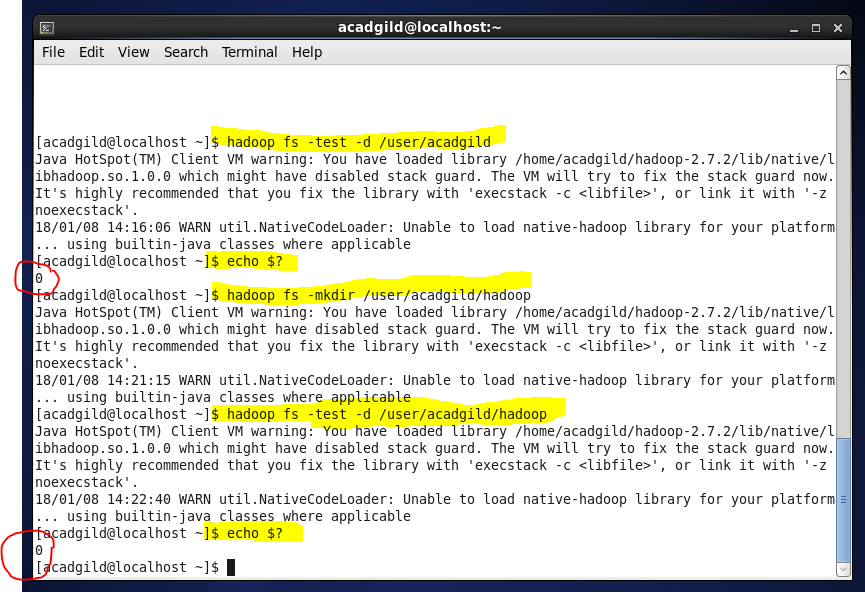 acadgild@localhost:~
File Edit View Search Terminal Help
[acadgild@localhost ~]$ hadoop fs -test -d /user/acadgild
Java HotSpot(TM) Client VM warning: You have loaded library /home/acadgild/hadoop-2.7.2/lib/native/l
ibhadoop.so.1.0.0 which might have disabled stack guard. The VM will try to fix the stack guard now.
It's highly recommended that you fix the library with 'execstack -c <libfile>', or link it with '-z
noexecstack'.
18/01/08 14:16:06 WARN util.NativeCodeLoader: Unable to load native-hadoop library for your platform
... using builtin-java classes where applicable
[acadgild@localhost ~]$ echo $?
0
[acadgild@localhost ~]$ hadoop fs -mkdir /user/acadgild/hadoop
Java HotSpot(TM) Client VM warning: You have loaded library /home/acadgild/hadoop-2.7.2/lib/native/l
ibhadoop.so.1.0.0 which might have disabled stack guard. The VM will try to fix the stack guard now.
It's highly recommended that you fix the library with 'execstack -c <libfile>', or link it with '-z
noexecstack'.
18/01/08 14:21:15 WARN util.NativeCodeLoader: Unable to load native-hadoop library for your platform
... using builtin-java classes where applicable
[acadgild@localhost ~]$ hadoop fs -test -d /user/acadgild/hadoop
Java HotSpot(TM) Client VM warning: You have loaded library /home/acadgild/hadoop-2.7.2/lib/native/l
ibhadoop.so.1.0.0 which might have disabled stack guard. The VM will try to fix the stack guard now.
It's highly recommended that you fix the library with 'execstack -c <libfile>', or link it with '-z
noexecstack'.
18/01/08 14:22:40 WARN util.NativeCodeLoader: Unable to load native-hadoop library for your platform
... using builtin-java classes where applicable
[acadgild@localhost ~]$ echo $?
0
[acadgild@localhost ~]$